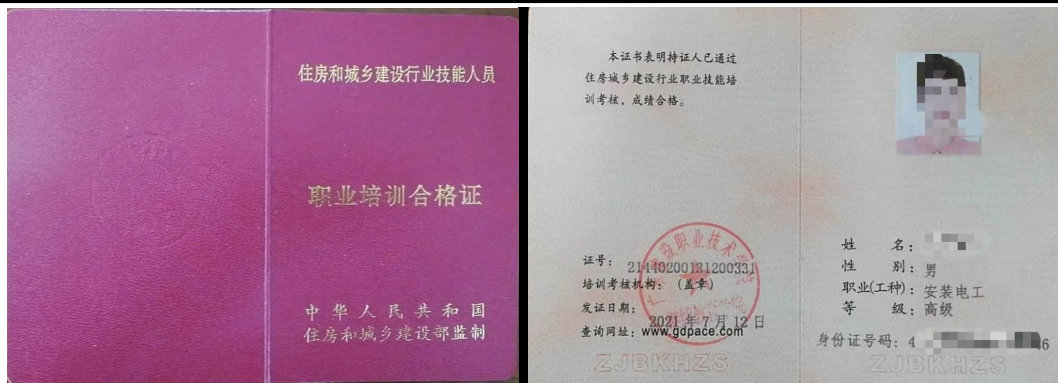 住房和城乡建设行业技能人员
职业培训合格证
中华人民共和国
住房和城乡建设部监制
本证书表明持证人已通过
住房城乡建设行业职业技能培
训考核，成绩合格。
证号：21440200131200331
培训考核机构：（盖章）
发证日期：2021年7月12日
查询网址：www.gdpace.com
ZJBKHZS
姓名：
性别：男
职业(工种)：安装电工
等级：高级
身份证号码：4 46
ZJBKHZS